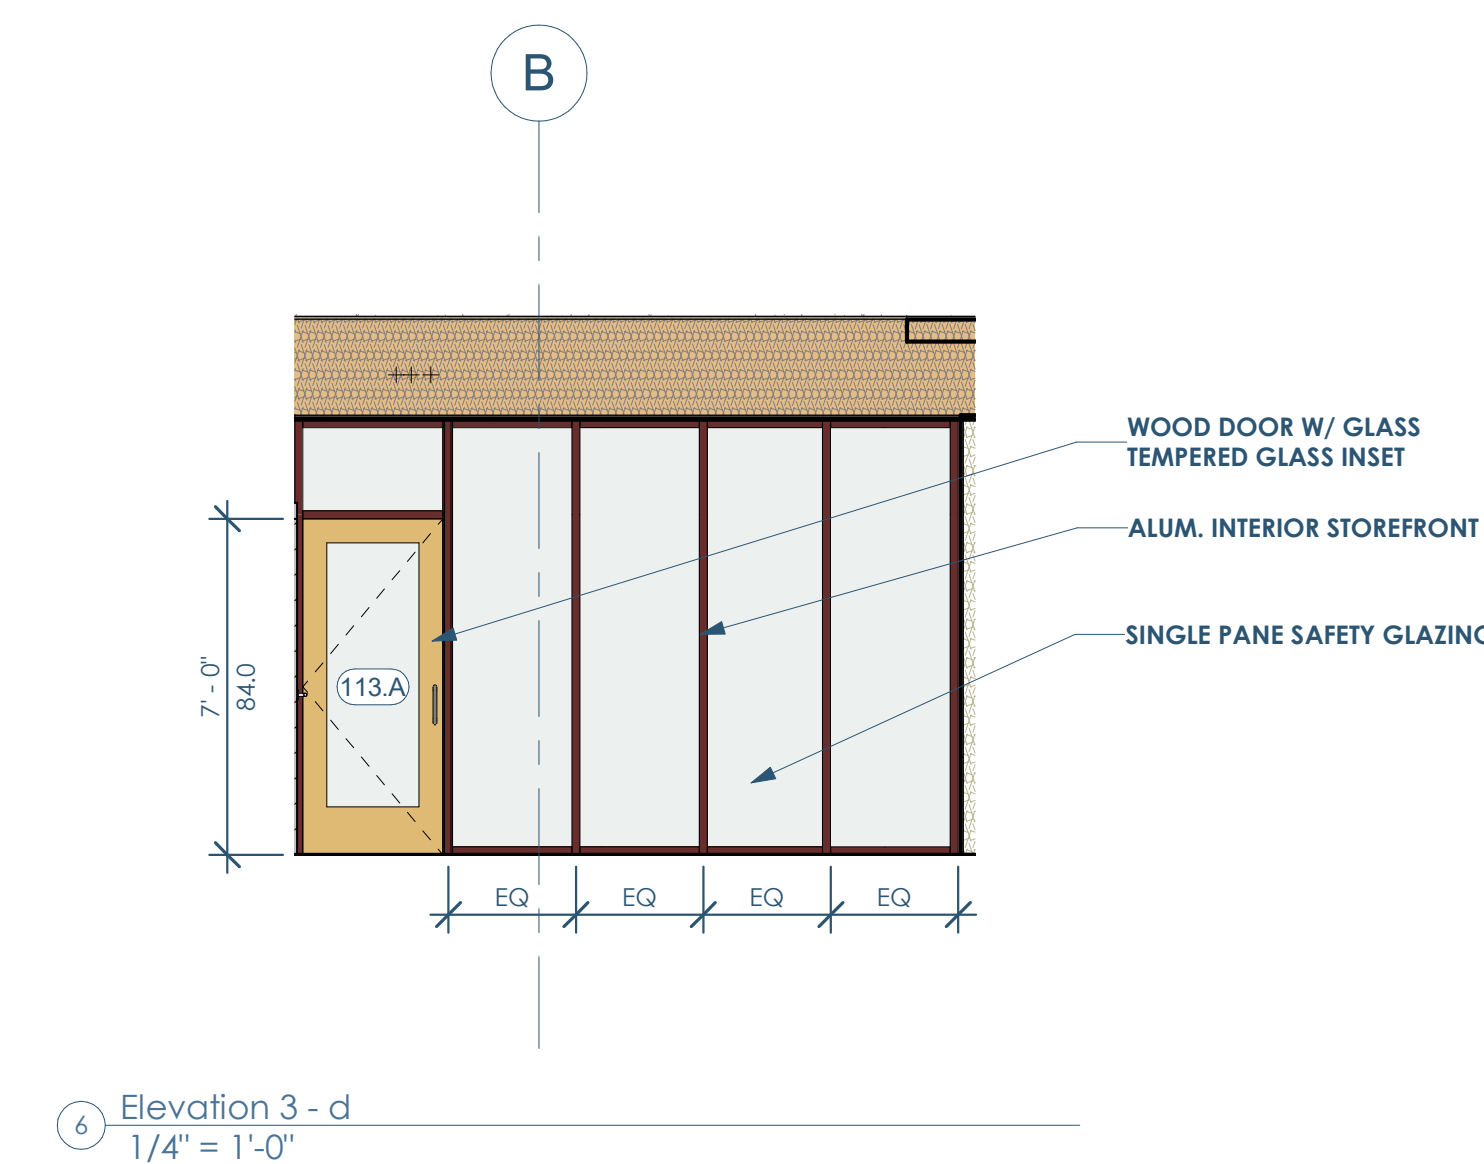 B
WOOD DOOR W/ GLASS
TEMPERED GLASS INSET
ALUM. INTERIOR STOREFRONT
SINGLE PANE SAFETY GLAZING
7' - 0"
84.0
113.A
EQ EQ EQ EQ
6
Elevation 3 - d
1/4" = 1'-0"